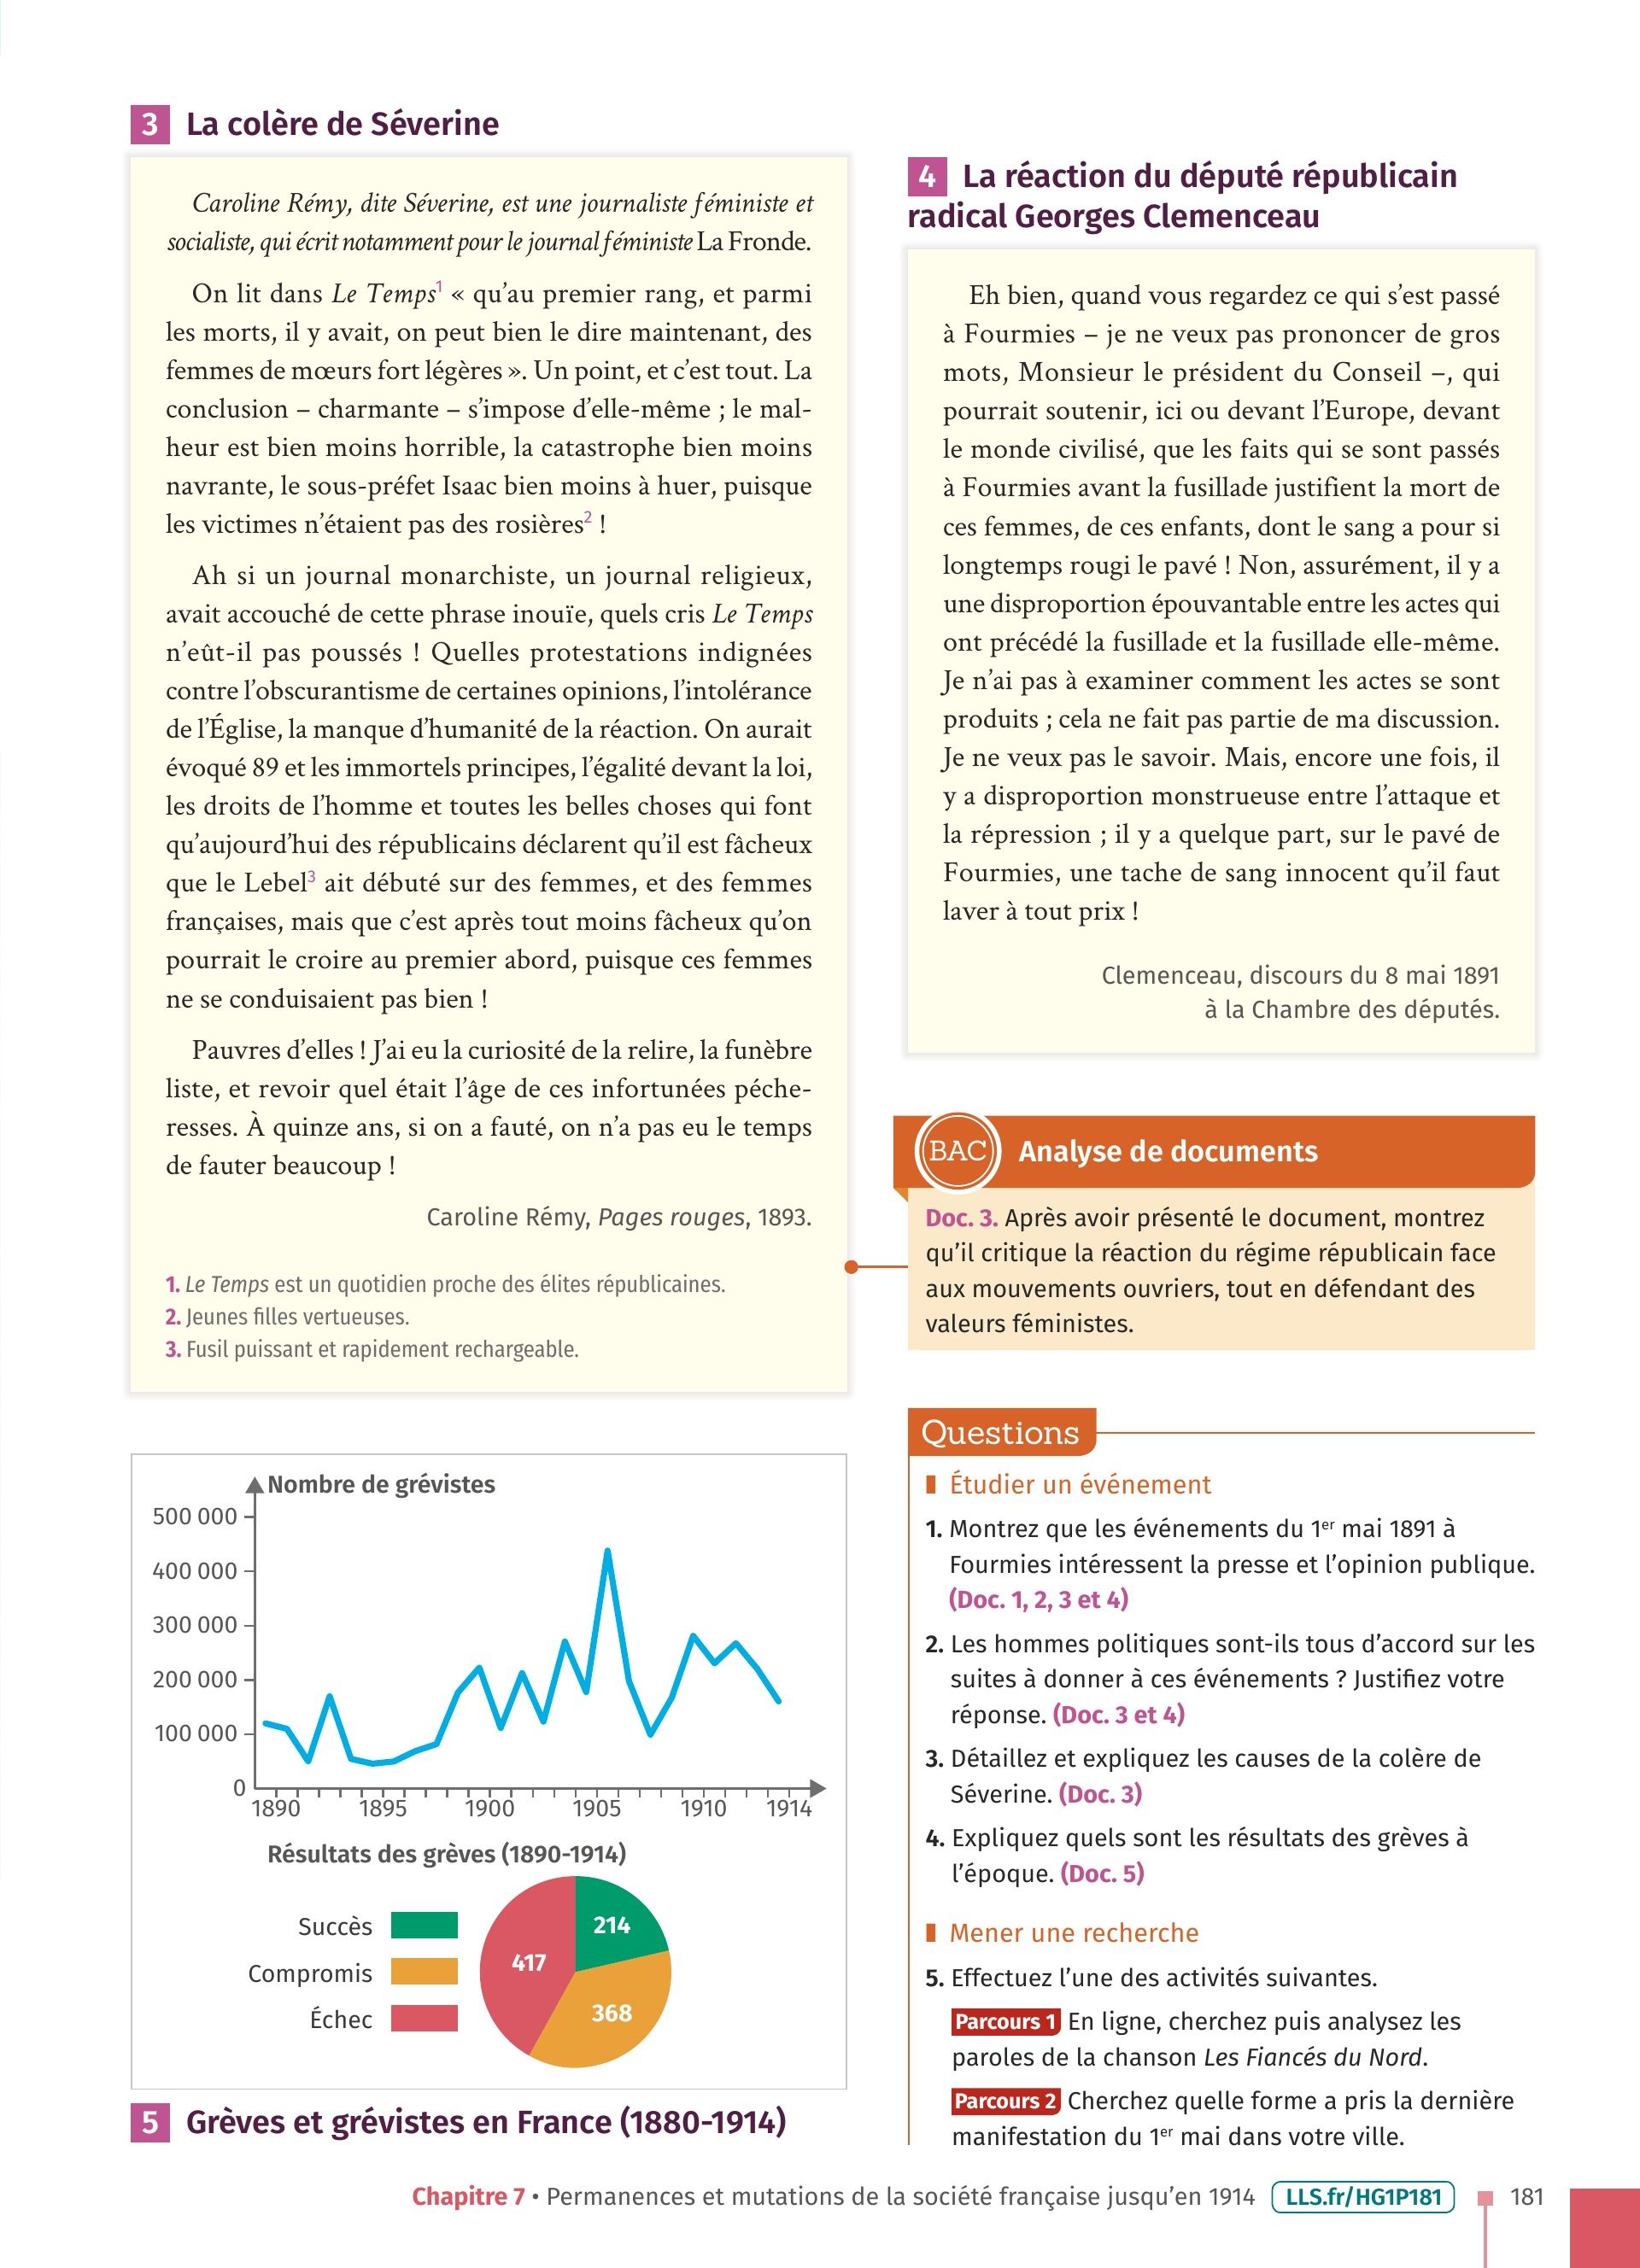 3 La colère de Séverine
Caroline Rémy, dite Séverine, est une journaliste féministe et
socialiste, qui écrit notamment pour le journal féministe La Fronde.
On lit dans Le Temps1 « qu’au premier rang, et parmi
les morts, il y avait, on peut bien le dire maintenant, des
femmes de mœurs fort légères ». Un point, et c’est tout. La
conclusion – charmante – s’impose d’elle-même ; le mal-
heur est bien moins horrible, la catastrophe bien moins
navrante, le sous-préfet Isaac bien moins à huer, puisque
les victimes n’étaient pas des rosières2 !
Ah si un journal monarchiste, un journal religieux,
avait accouché de cette phrase inouïe, quels cris Le Temps
n’eût-il pas poussés ! Quelles protestations indignées
contre l’obscurantisme de certaines opinions, l’intolérance
de l’Église, la manque d’humanité de la réaction. On aurait
évoqué 89 et les immortels principes, l’égalité devant la loi,
les droits de l’homme et toutes les belles choses qui font
qu’aujourd’hui des républicains déclarent qu’il est fâcheux
que le Lebel3 ait débuté sur des femmes, et des femmes
françaises, mais que c’est après tout moins fâcheux qu’on
pourrait le croire au premier abord, puisque ces femmes
ne se conduisaient pas bien !
Pauvres d’elles ! J’ai eu la curiosité de la relire, la funèbre
liste, et revoir quel était l’âge de ces infortunées péche-
resses. À quinze ans, si on a fauté, on n’a pas eu le temps
de fauter beaucoup !
Caroline Rémy, Pages rouges, 1893.
1. Le Temps est un quotidien proche des élites républicaines.
2. Jeunes filles vertueuses.
3. Fusil puissant et rapidement rechargeable.
4 La réaction du député républicain
radical Georges Clemenceau
Eh bien, quand vous regardez ce qui s’est passé
à Fourmies – je ne veux pas prononcer de gros
mots, Monsieur le président du Conseil –, qui
pourrait soutenir, ici ou devant l’Europe, devant
le monde civilisé, que les faits qui se sont passés
à Fourmies avant la fusillade justifient la mort de
ces femmes, de ces enfants, dont le sang a pour si
longtemps rougi le pavé ! Non, assurément, il y a
une disproportion épouvantable entre les actes qui
ont précédé la fusillade et la fusillade elle-même.
Je n’ai pas à examiner comment les actes se sont
produits ; cela ne fait pas partie de ma discussion.
Je ne veux pas le savoir. Mais, encore une fois, il
y a disproportion monstrueuse entre l’attaque et
la répression ; il y a quelque part, sur le pavé de
Fourmies, une tache de sang innocent qu’il faut
laver à tout prix !
Clemenceau, discours du 8 mai 1891
à la Chambre des députés.
BAC Analyse de documents
Doc. 3. Après avoir présenté le document, montrez
qu’il critique la réaction du régime républicain face
aux mouvements ouvriers, tout en défendant des
valeurs féministes.
Nombre de grévistes
500 000
400 000
300 000
200 000
100 000
0
1890 1895 1900 1905 1910 1914
Résultats des grèves (1890-1914)
Succès
Compromis
Échec
214
417
368
5 Grèves et grévistes en France (1880-1914)
Questions
Étudier un événement
1. Montrez que les événements du 1er mai 1891 à
Fourmies intéressent la presse et l’opinion publique.
(Doc. 1, 2, 3 et 4)
2. Les hommes politiques sont-ils tous d’accord sur les
suites à donner à ces événements ? Justifiez votre
réponse. (Doc. 3 et 4)
3. Détaillez et expliquez les causes de la colère de
Séverine. (Doc. 3)
4. Expliquez quels sont les résultats des grèves à
l’époque. (Doc. 5)
Mener une recherche
5. Effectuez l’une des activités suivantes.
Parcours 1 En ligne, cherchez puis analysez les
paroles de la chanson Les Fiancés du Nord.
Parcours 2 Cherchez quelle forme a pris la dernière
manifestation du 1er mai dans votre ville.
Chapitre 7 • Permanences et mutations de la société française jusqu’en 1914 LLS.fr/HG1P181 181